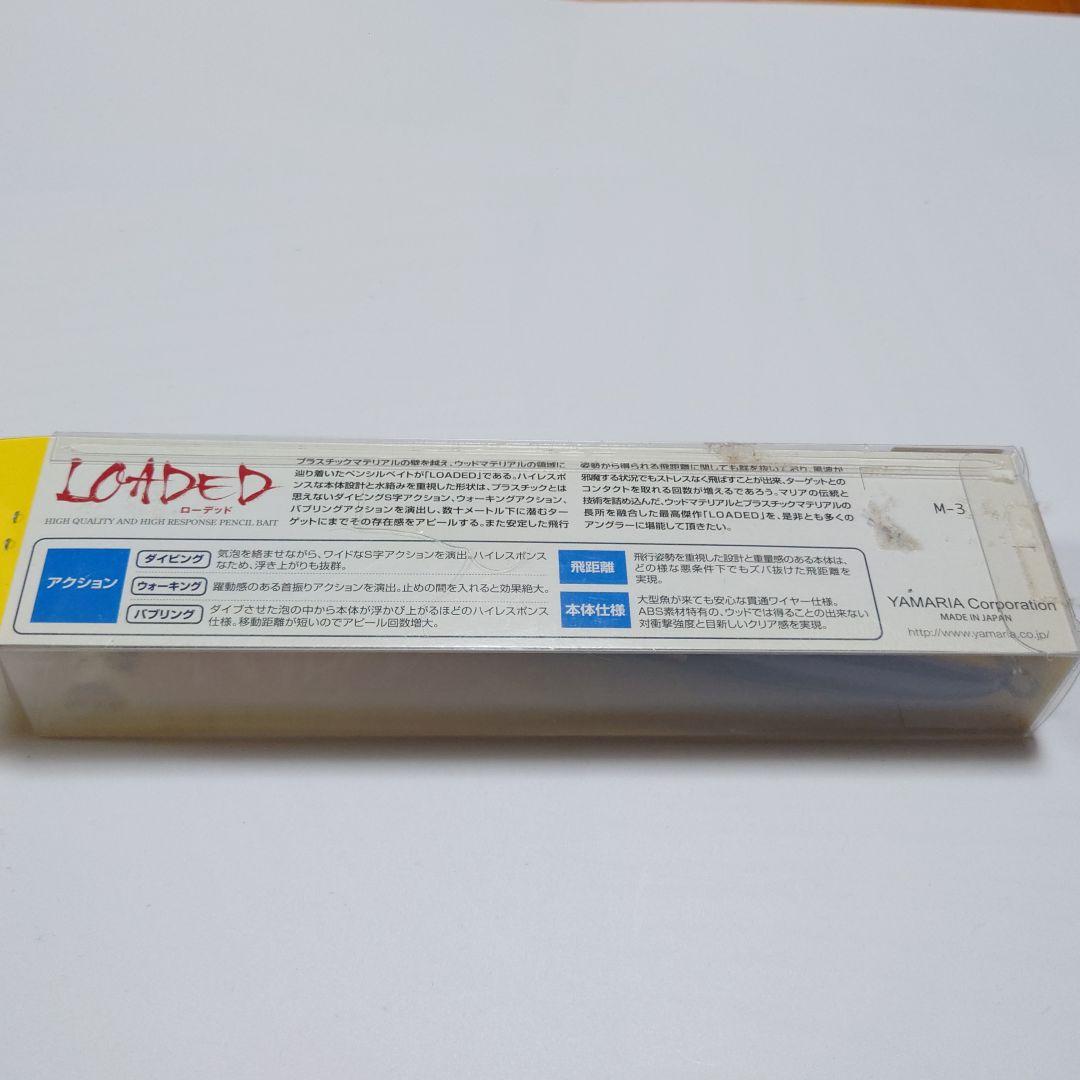 LOADED
ローデッド
HIGH QUALITY AND HIGH RESPONSE PENCIL BAIT
プラスチックマテリアルの壁を越え、ウッドマテリアルの領域に
辿り着いたペンシルベイトが「LOADED」である。ハイレスポ
ンスな本体設計と水絡みを重視した形状は、プラスチックとは
思えないダイビングS字アクション、ウォーキングアクション、
バブリングアクションを演出し、数十メートル下に潜むター
ゲットにまでその存在感をアピールする。また安定した飛行
姿勢から得られる飛距離に関しても群を抜いており、風波が
邪魔する状況でもストレスなく飛ばすことが出来、ターゲットとの
コンタクトを取れる回数が増えるであろう。マリアの伝統と
技術を詰め込んだ、ウッドマテリアルとプラスチックマテリアルの
長所を融合した最高傑作「LOADED」を、是非とも多くの
アングラーに堪能して頂きたい。
M-3
アクション
ダイビング
気泡を絡ませながら、ワイドなS字アクションを演出。ハイレスポンス
なため、浮き上がりも抜群。
ウォーキング
躍動感のある首振りアクションを演出。止めの間を入れると効果絶大。
バブリング
ダイブさせた泡の中から本体が浮かび上がるほどのハイレスポンス
仕様。移動距離が短いのでアピール回数増大。
飛距離
飛行姿勢を重視した設計と重量感のある本体は、
どの様な悪条件下でもズバ抜けた飛距離を
実現。
本体仕様
大型魚が来ても安心な貫通ワイヤー仕様。
ABS素材特有の、ウッドでは得ることの出来ない
対衝撃強度と目新しいクリア感を実現。
YAMARIA Corporation
MADE IN JAPAN
http://www.yamaria.co.jp/